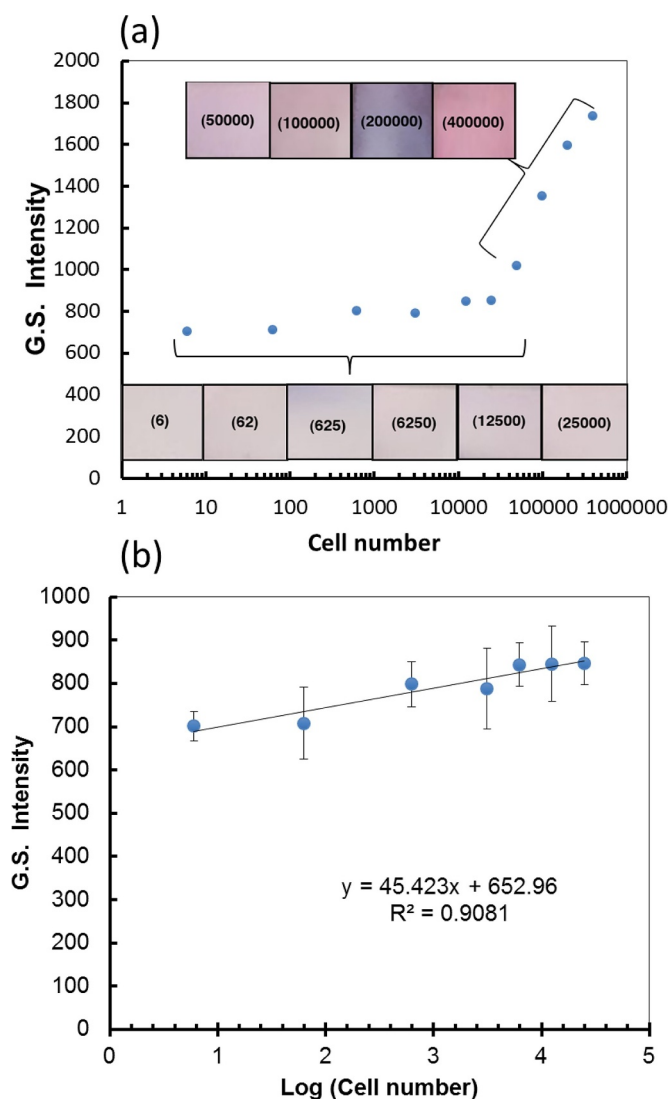 (a)
2000
1800
1600
1400
1200
1000
800
600
400
200
0
G.S. Intensity
(50000) (100000) (200000) (400000)
(6) (62) (625) (6250) (12500) (25000)
1 10 100 1000 10000 100000 1000000
Cell number
(b)
1000
900
800
700
600
500
400
300
200
100
0
G.S. Intensity
y = 45.423x + 652.96
R² = 0.9081
0 1 2 3 4 5
Log (Cell number)